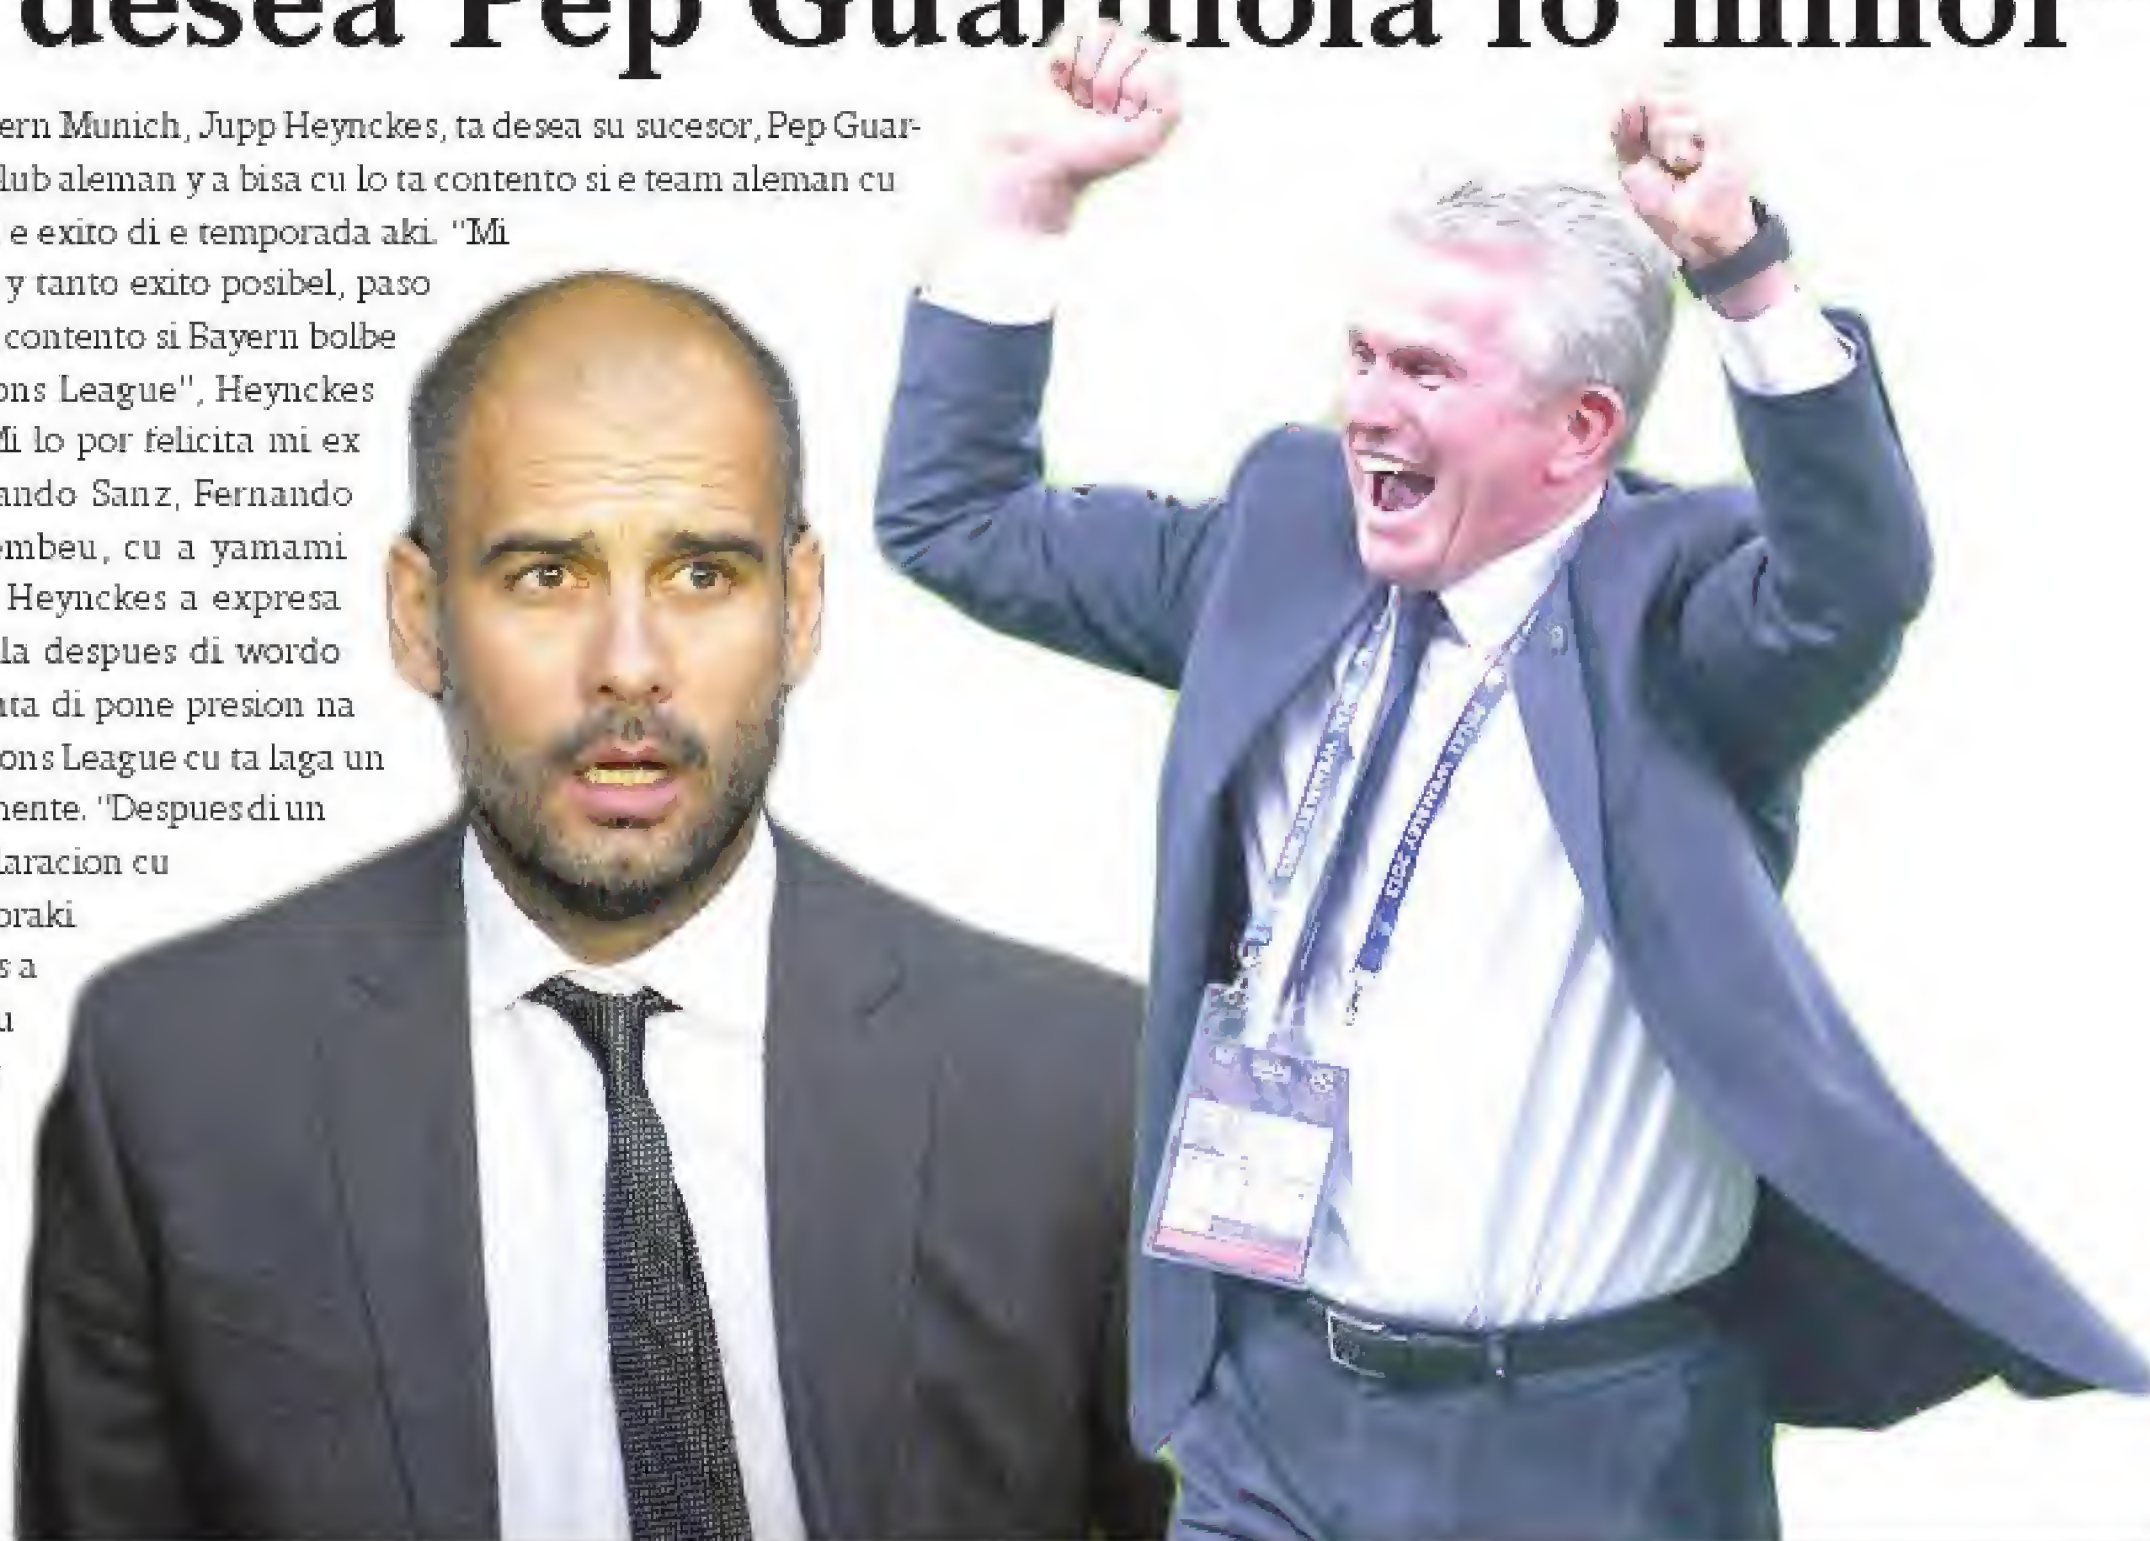 desea Pep Guardiola lo mihor
ern Munich, Jupp Heynckes, ta desea su sucesor, Pep Guar-
lub aleman y a bisa cu lo ta contento si e team aleman cu
e exito di e temporada aki. "Mi
y tanto exito posibel, paso
contento si Bayern bolbe
ons League", Heynckes
Mi lo por felicita mi ex
ando Sanz, Fernando
embeu, cu a yamami
Heynckes a expresa
la despues di wordo
ata di pone presion na
ons League cu ta laga un
mente. "Despues di un
laracion cu
oraki
s a
u